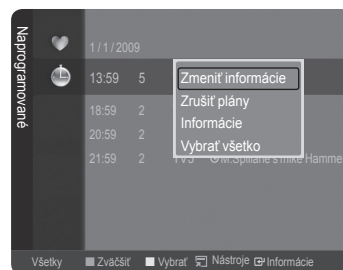 Naprogramované
1 / 1 / 2009
13:59 5
18:59 2
20:59 2
21:59 2 TV3 M.Spillane's mike Hamme
Zmeniť informácie
Zrušiť plány
Informácie
Vybrať všetko
Všetky Zväčšiť Vybrať Nástroje Informácie